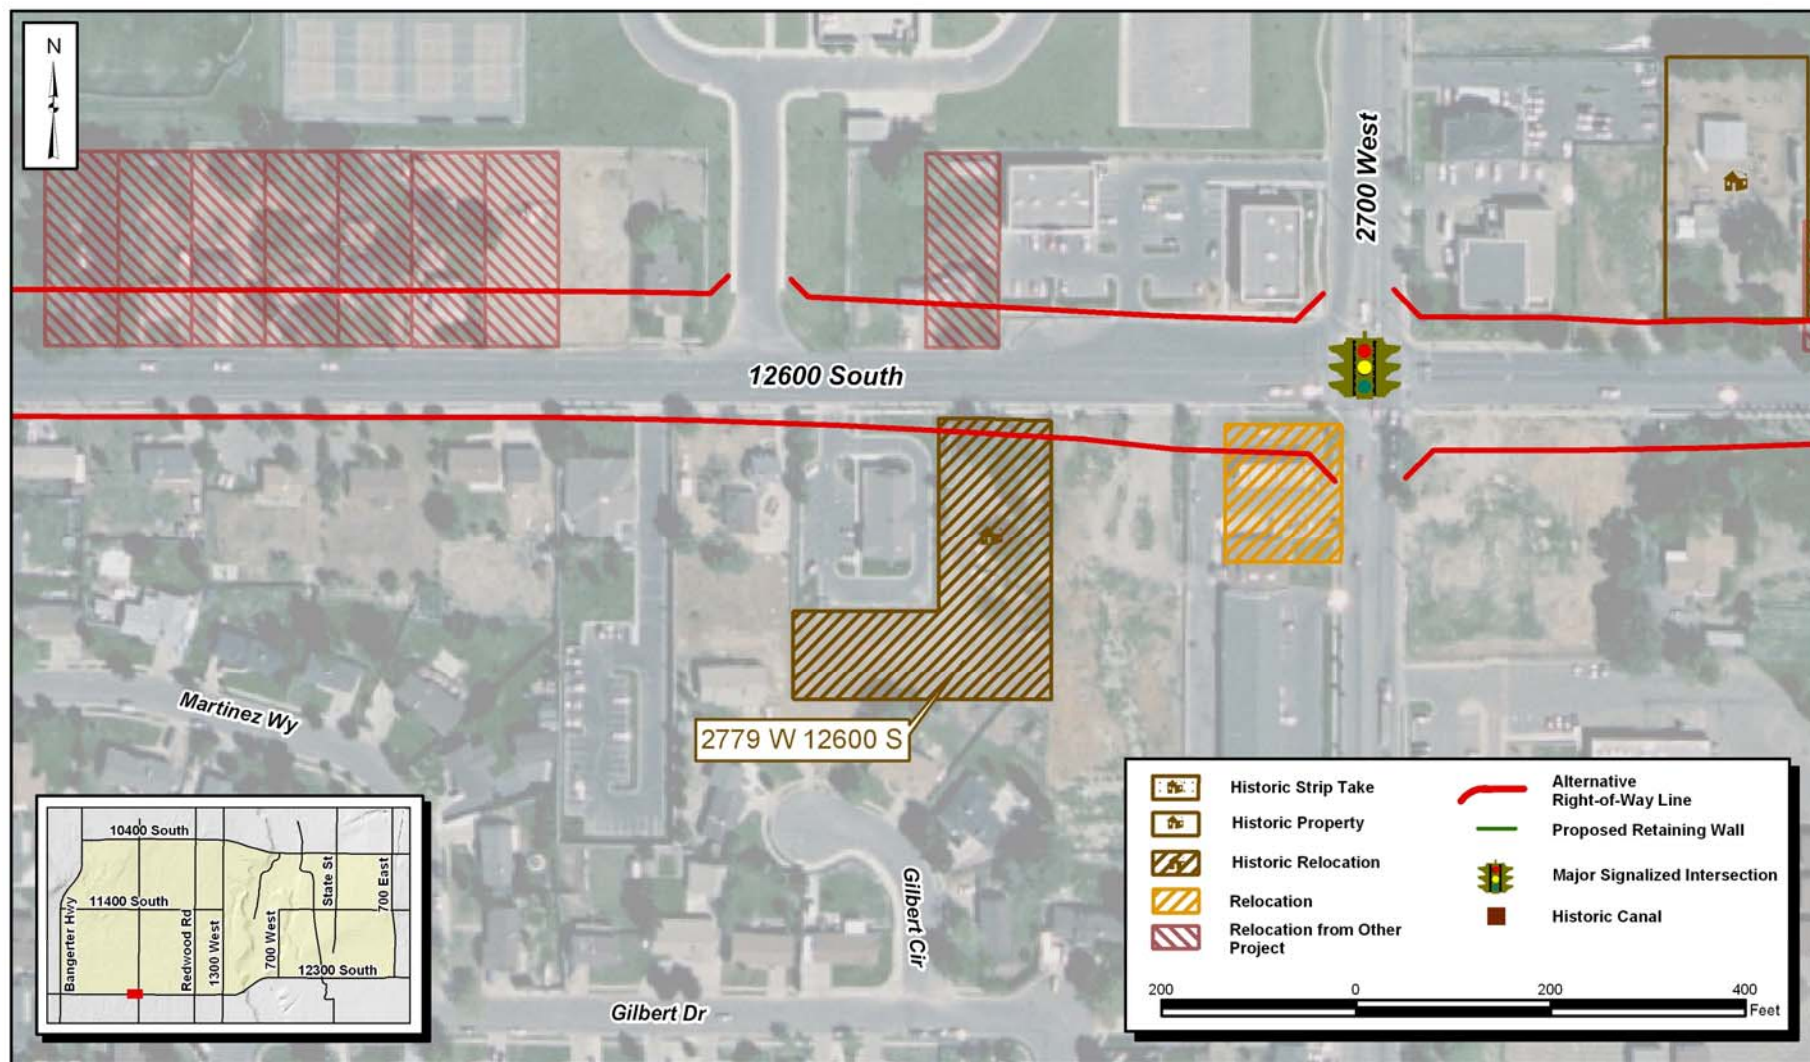 N
2700 West
12600 South
Martinez Wy
2779 W 12600 S
Gilbert Cir
Gilbert Dr
10400 South
11400 South
12300 South
Bangerter Hwy
Redwood Rd
1300 West
700 West
State St
700 East
Historic Strip Take
Historic Property
Historic Relocation
Relocation
Relocation from Other
Project
Alternative
Right-of-Way Line
Proposed Retaining Wall
Major Signalized Intersection
Historic Canal
200 0 200 400
Feet